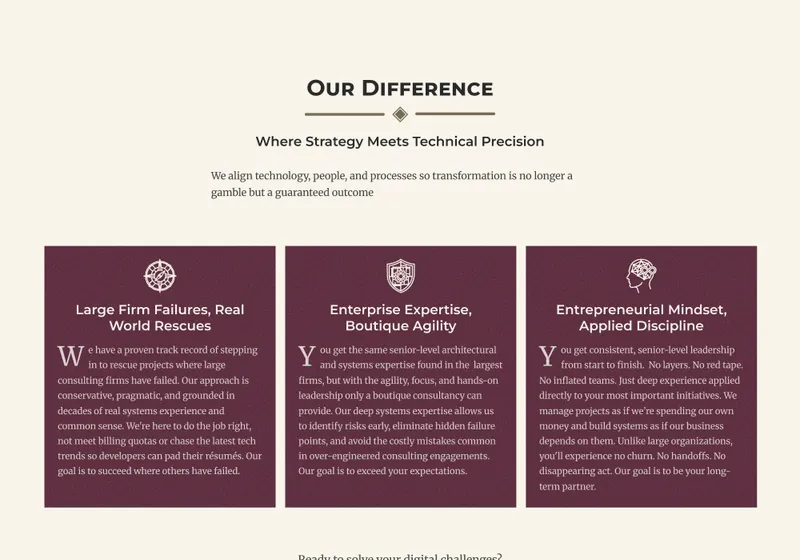 Our Difference
Where Strategy Meets Technical Precision
We align technology, people, and processes so transformation is no longer a
gamble but a guaranteed outcome
Large Firm Failures, Real
World Rescues
We have a proven track record of stepping
in to rescue projects where large
consulting firms have failed. Our approach is
conservative, pragmatic, and grounded in
decades of real systems experience and
common sense. We're here to do the job right,
not meet billing quotas or chase the latest tech
trends so developers can pad their résumés. Our
goal is to succeed where others have failed.
Enterprise Expertise,
Boutique Agility
You get the same senior-level architectural
and systems expertise found in the largest
firms, but with the agility, focus, and hands-on
leadership only a boutique consultancy can
provide. Our deep systems expertise allows us
to identify risks early, eliminate hidden failure
points, and avoid the costly mistakes common
in over-engineered consulting engagements.
Our goal is to exceed your expectations.
Entrepreneurial Mindset,
Applied Discipline
You get consistent, senior-level leadership
from start to finish. No layers. No red tape.
No inflated teams. Just deep experience applied
directly to your most important initiatives. We
manage projects as if we're spending our own
money and build systems as if our business
depends on them. Unlike large organizations,
you'll experience no churn. No handoffs. No
disappearing act. Our goal is to be your long-
term partner.
Ready to solve your digital challenges?